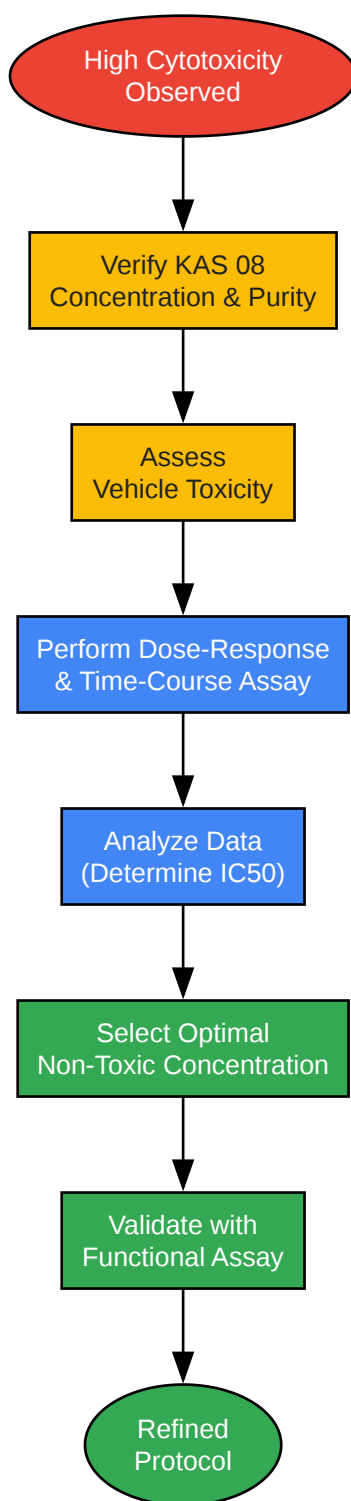 High Cytotoxicity
Observed
Verify KAS 08
Concentration & Purity
Assess
Vehicle Toxicity
Perform Dose-Response
& Time-Course Assay
Analyze Data
(Determine IC50)
Select Optimal
Non-Toxic Concentration
Validate with
Functional Assay
Refined
Protocol